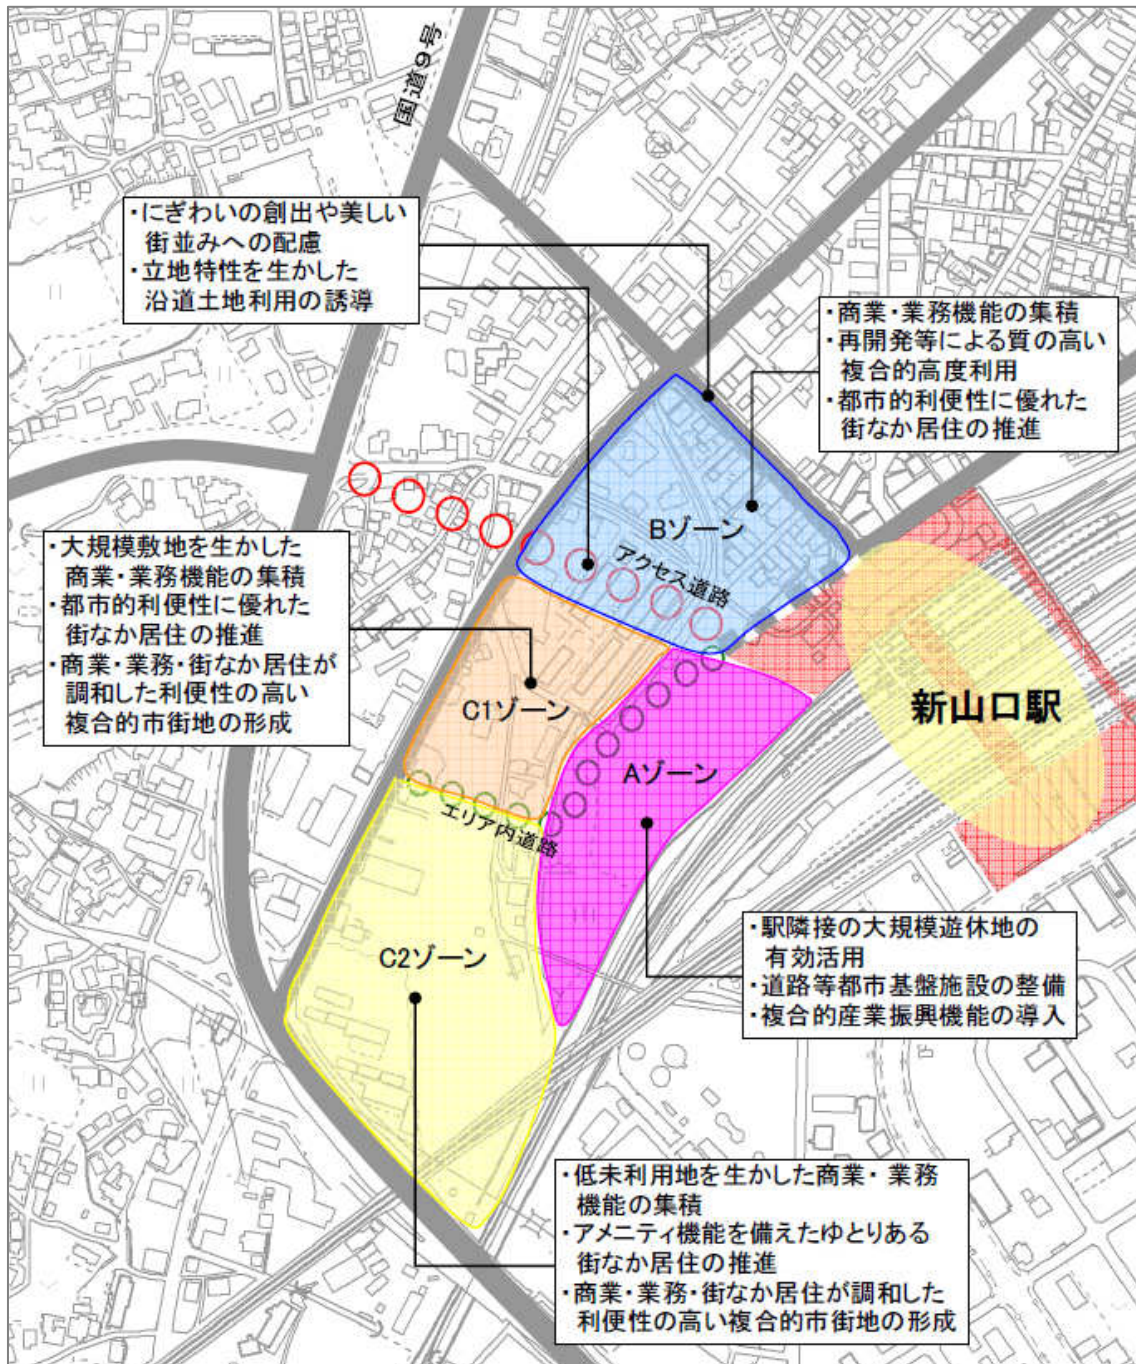 国道9号
・にぎわいの創出や美しい
街並みへの配慮
・立地特性を生かした
沿道土地利用の誘導
・商業・業務機能の集積
・再開発等による質の高い
複合的高度利用
・都市的利便性に優れた
街なか居住の推進
Bゾーン
アクセス道路
・大規模敷地を生かした
商業・業務機能の集積
・都市的利便性に優れた
街なか居住の推進
・商業・業務・街なか居住が
調和した利便性の高い
複合的市街地の形成
C1ゾーン
新山口駅
Aゾーン
エリア内道路
C2ゾーン
・駅隣接の大規模遊休地の
有効活用
・道路等都市基盤施設の整備
・複合的産業振興機能の導入
・低未利用地を生かした商業・業務
機能の集積
・アメニティ機能を備えたゆとりある
街なか居住の推進
・商業・業務・街なか居住が調和した
利便性の高い複合的市街地の形成